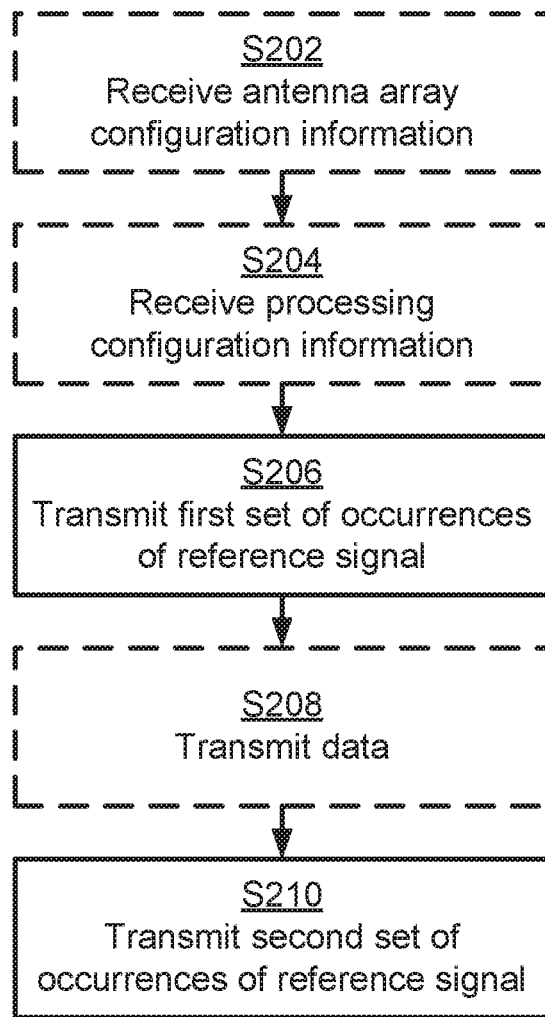 S202
Receive antenna array
configuration information
S204
Receive processing
configuration information
S206
Transmit first set of occurrences
of reference signal
S208
Transmit data
S210
Transmit second set of
occurrences of reference signal